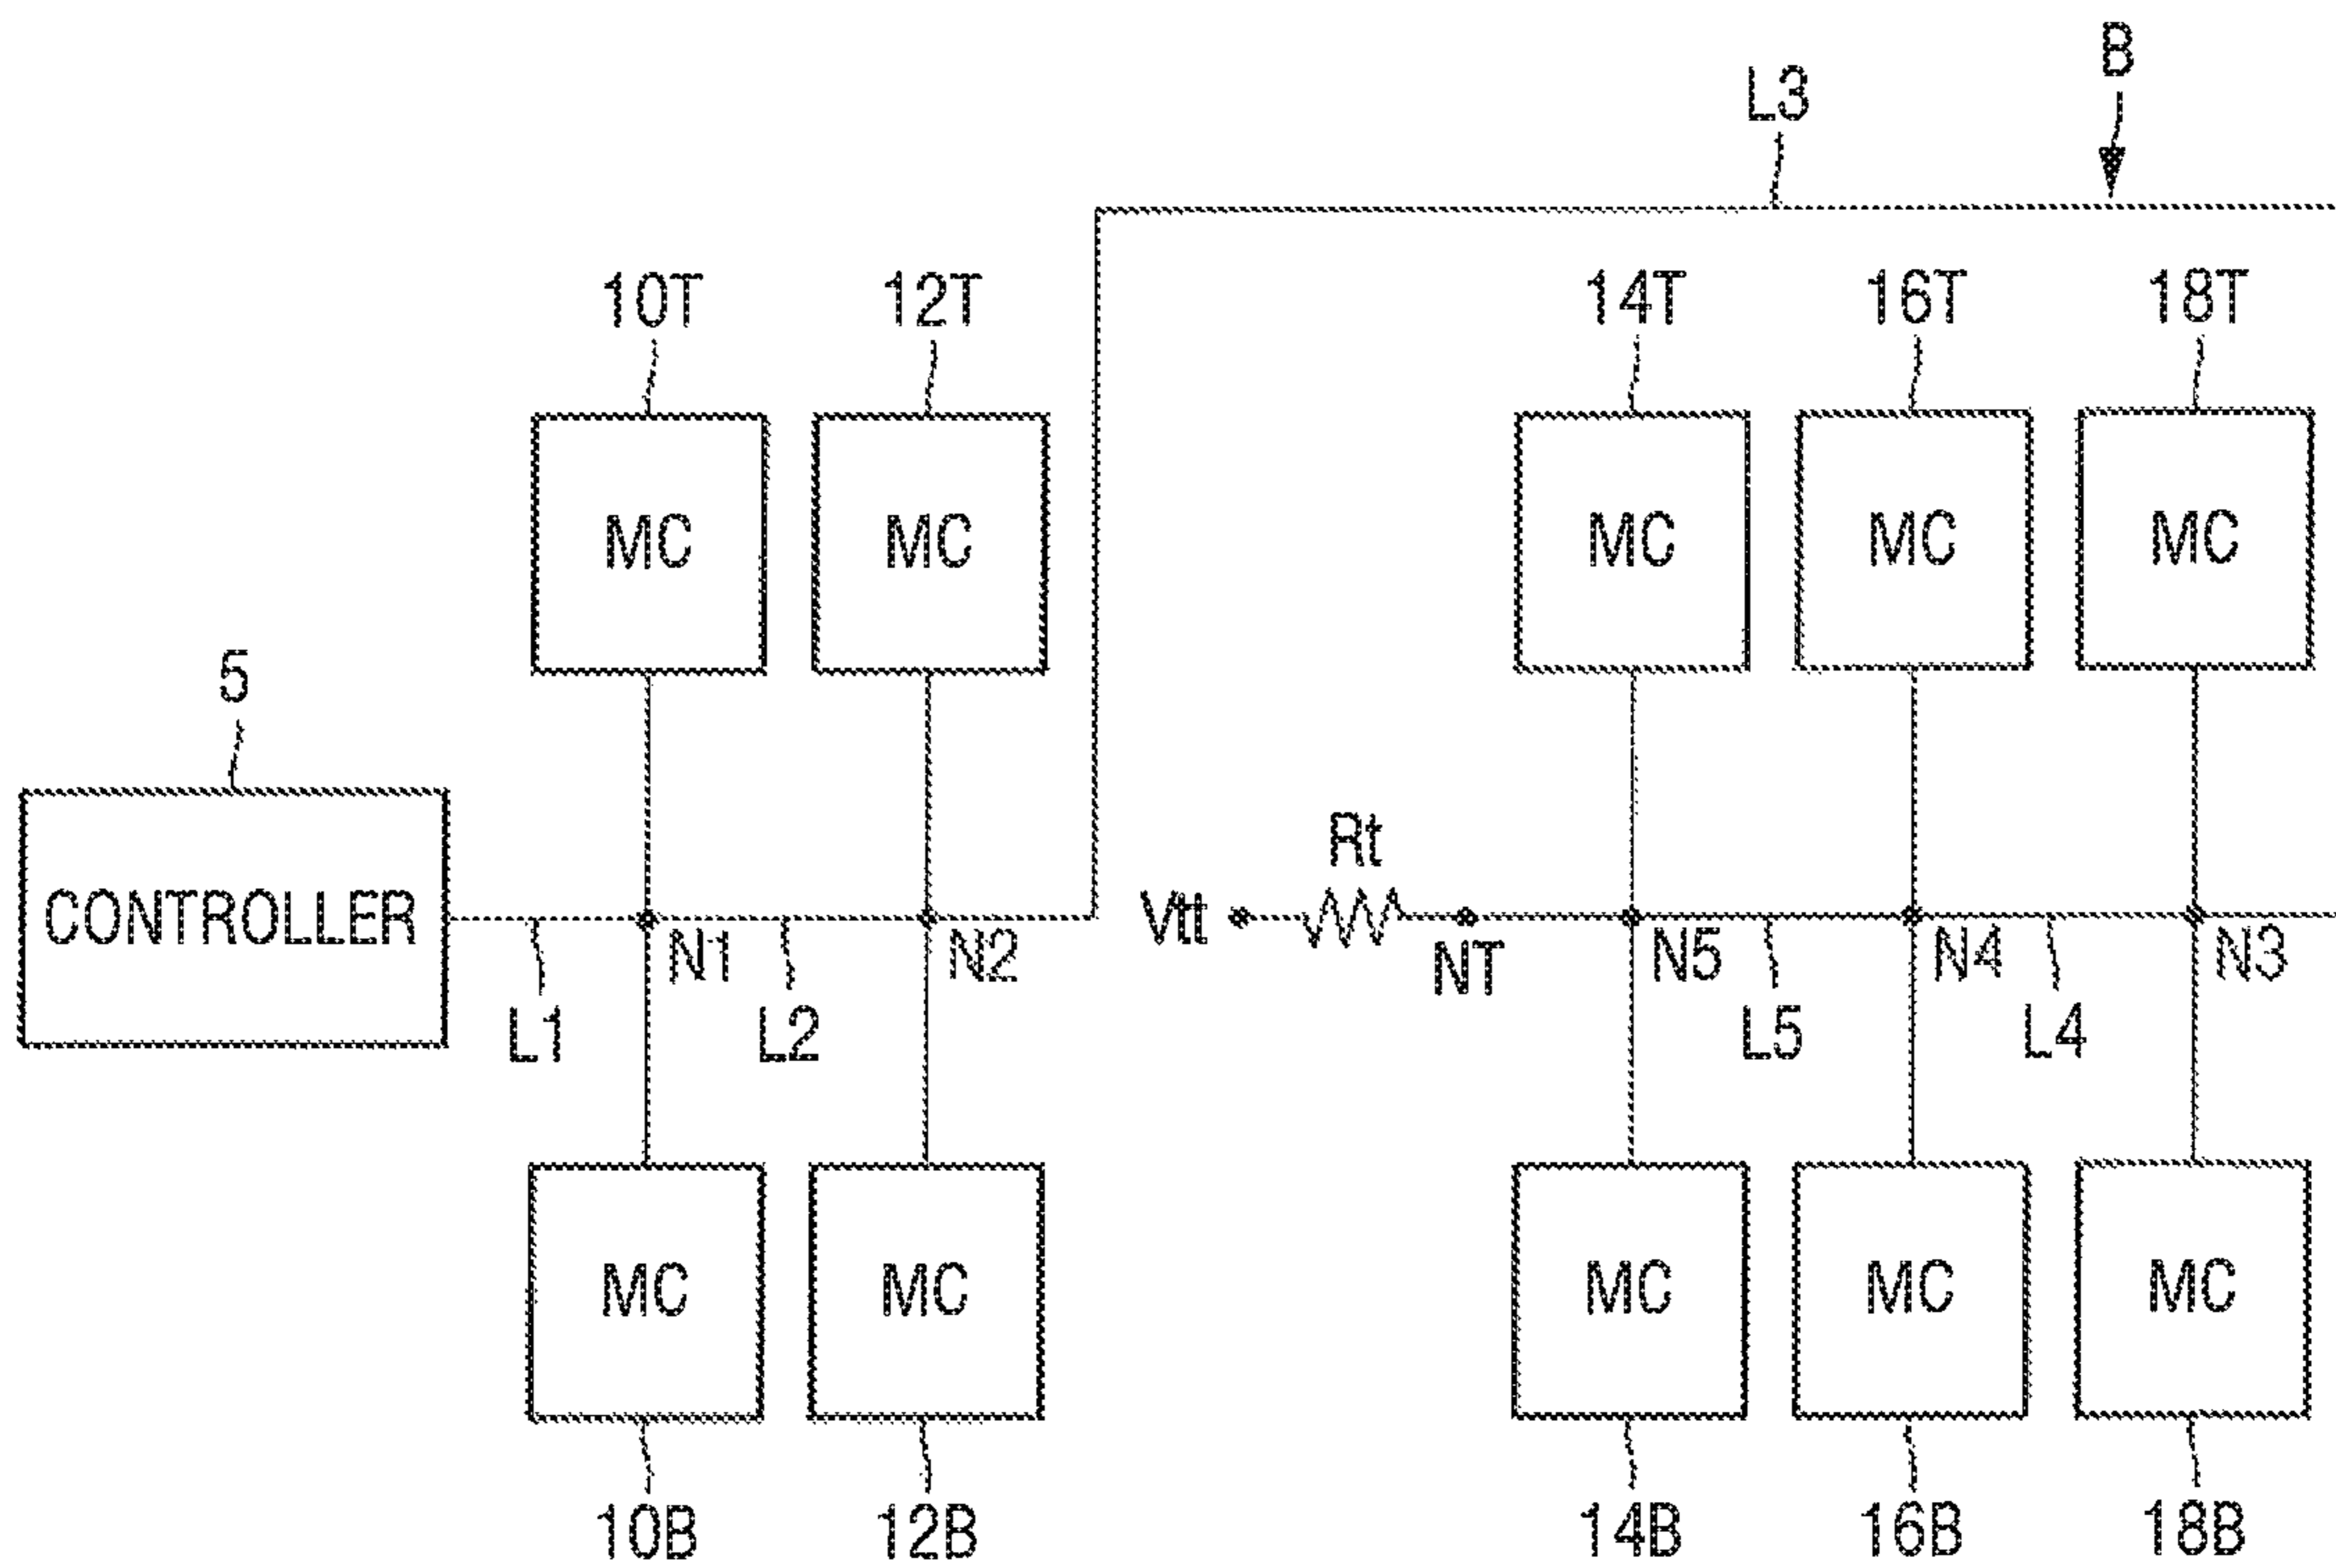 B
L3
10T 12T 14T 16T 18T
MC MC MC MC MC
5
Rt
CONTROLLER Vtt
N1 N2 NT N5 N4 N3
L1 L2 L5 L4
MC MC MC MC MC
10B 12B 14B 16B 18B